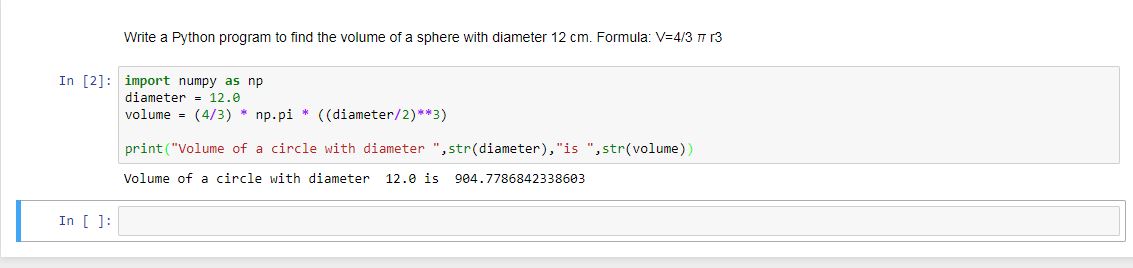 Write a Python program to find the volume of a sphere with diameter 12 cm. Formula: V=4/3 π r3
In [2]: import numpy as np
diameter = 12.0
volume = (4/3) * np.pi * ((diameter/2)**3)
print("Volume of a circle with diameter ",str(diameter),"is ",str(volume))
Volume of a circle with diameter  12.0 is  904.7786842338603
In [ ]: